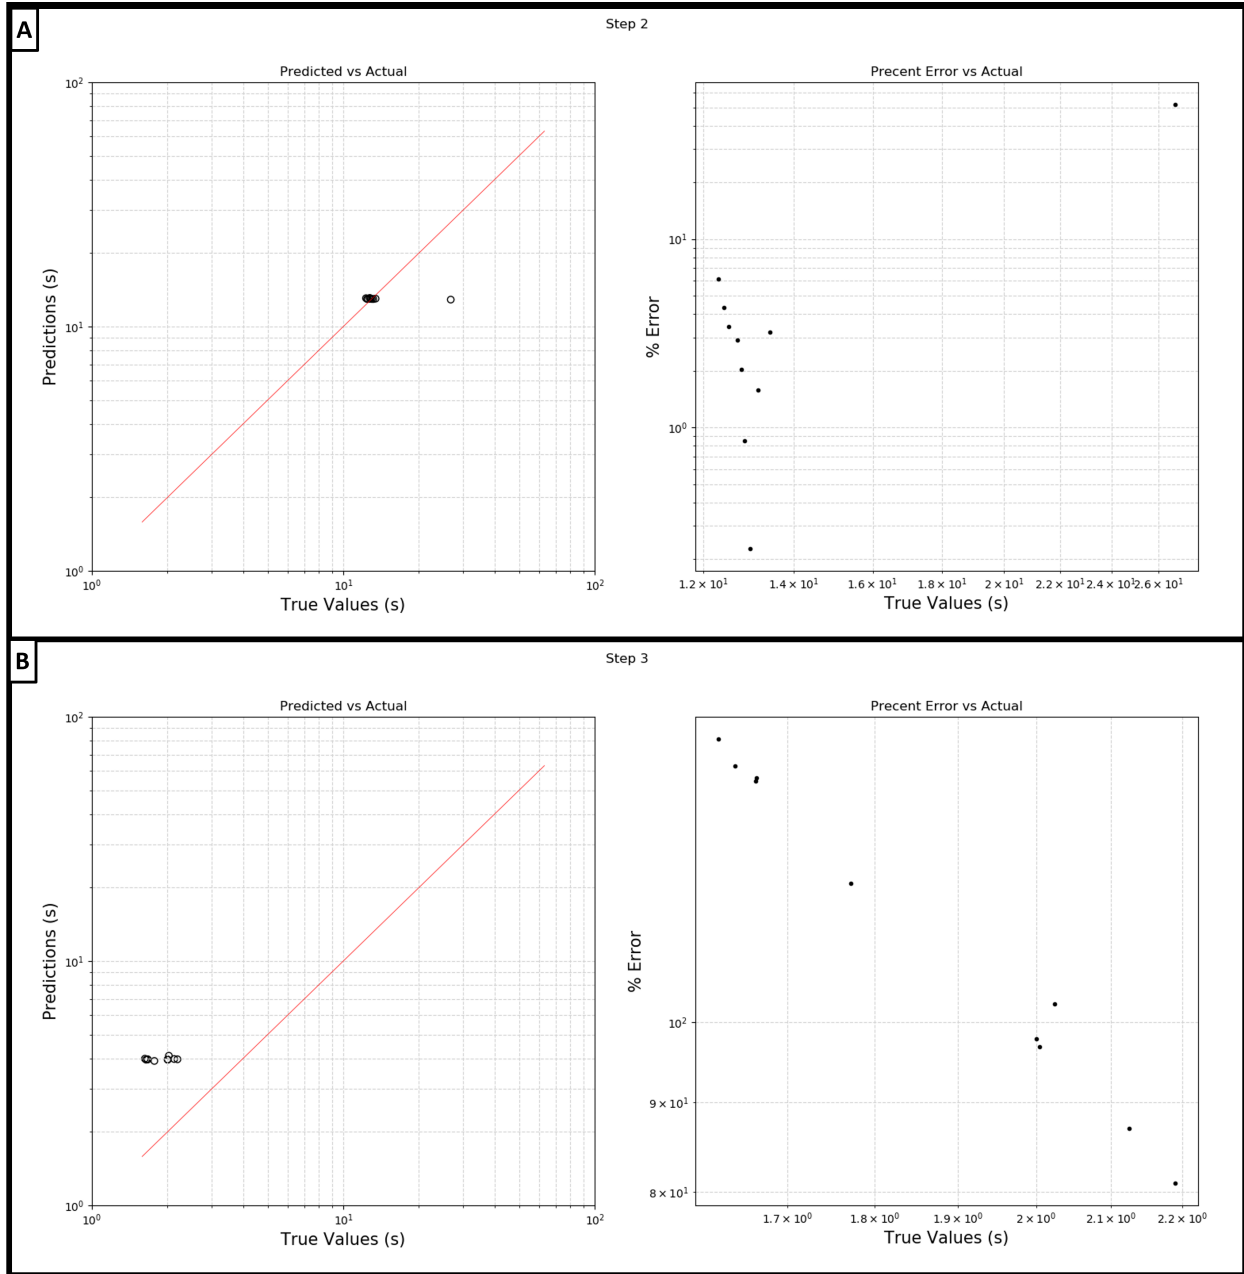 A
Step 2
Predicted vs Actual
10²
10¹
10⁰
Predictions (s)
10⁰ 10¹ 10²
True Values (s)
Precent Error vs Actual
10¹
10⁰
% Error
1.2 × 10¹ 1.4 × 10¹ 1.6 × 10¹ 1.8 × 10¹ 2 × 10¹ 2.2 × 10¹ 2.4 × 10¹ 2.6 × 10¹
True Values (s)
B
Step 3
Predicted vs Actual
10²
10¹
10⁰
Predictions (s)
10⁰ 10¹ 10²
True Values (s)
Precent Error vs Actual
10²
9 × 10¹
8 × 10¹
% Error
1.7 × 10⁰ 1.8 × 10⁰ 1.9 × 10⁰ 2 × 10⁰ 2.1 × 10⁰ 2.2 × 10⁰
True Values (s)